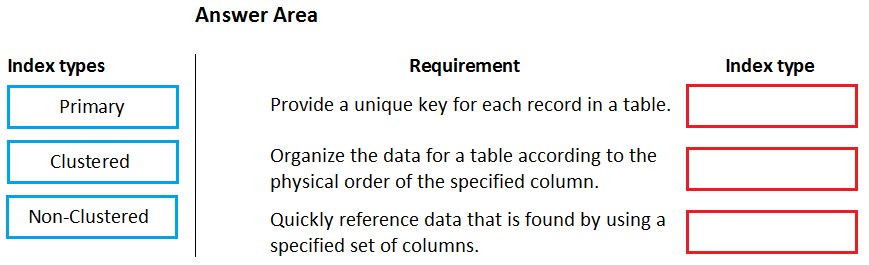 Answer Area
Index types
Requirement
Index type
Primary
Provide a unique key for each record in a table.
Clustered
Organize the data for a table according to the
physical order of the specified column.
Non-Clustered
Quickly reference data that is found by using a
specified set of columns.